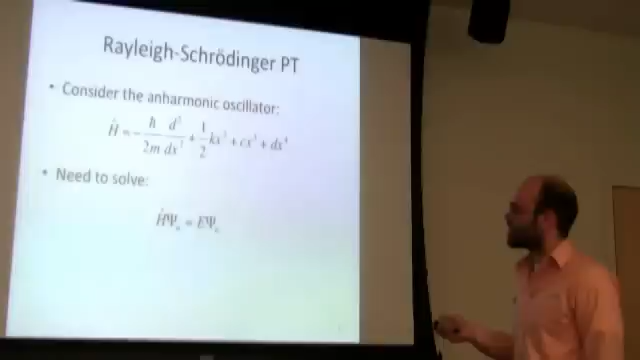 Rayleigh-Schrödinger PT
• Consider the anharmonic oscillator:
Ĥ = - ħ/2m d²/dx² + 1/2 kx² + cx³ + dx⁴
• Need to solve:
ĤΨₙ = EΨₙ